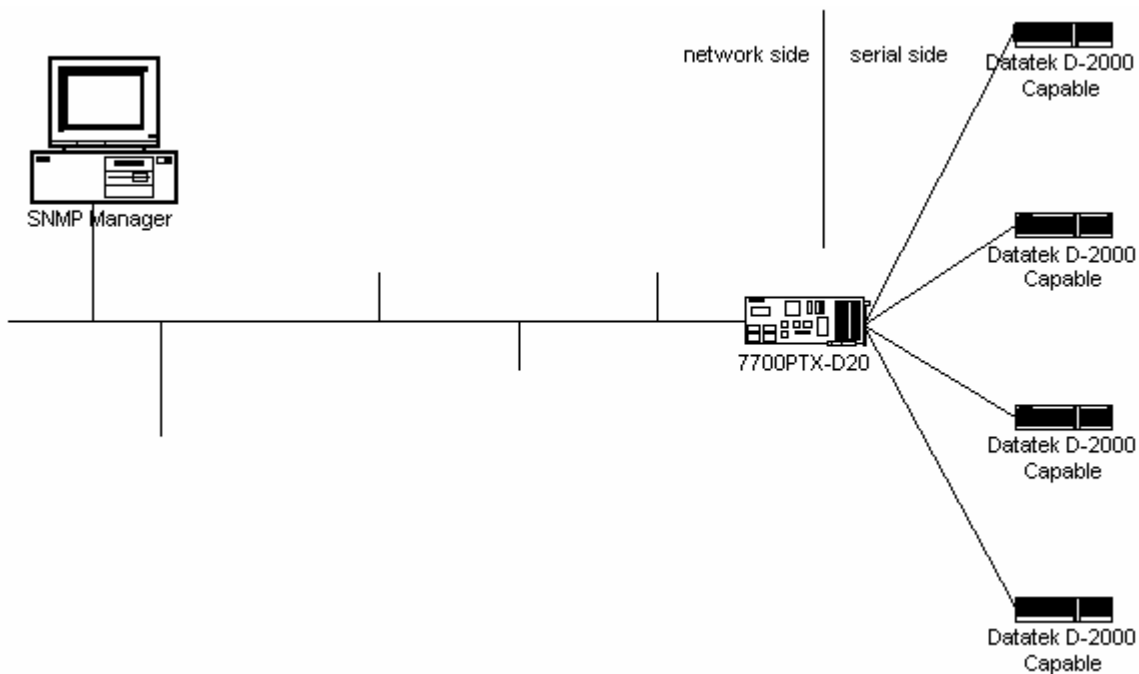 network side
serial side
Datatek D-2000
Capable
SNMP Manager
Datatek D-2000
Capable
7700PTX-D20
Datatek D-2000
Capable
Datatek D-2000
Capable